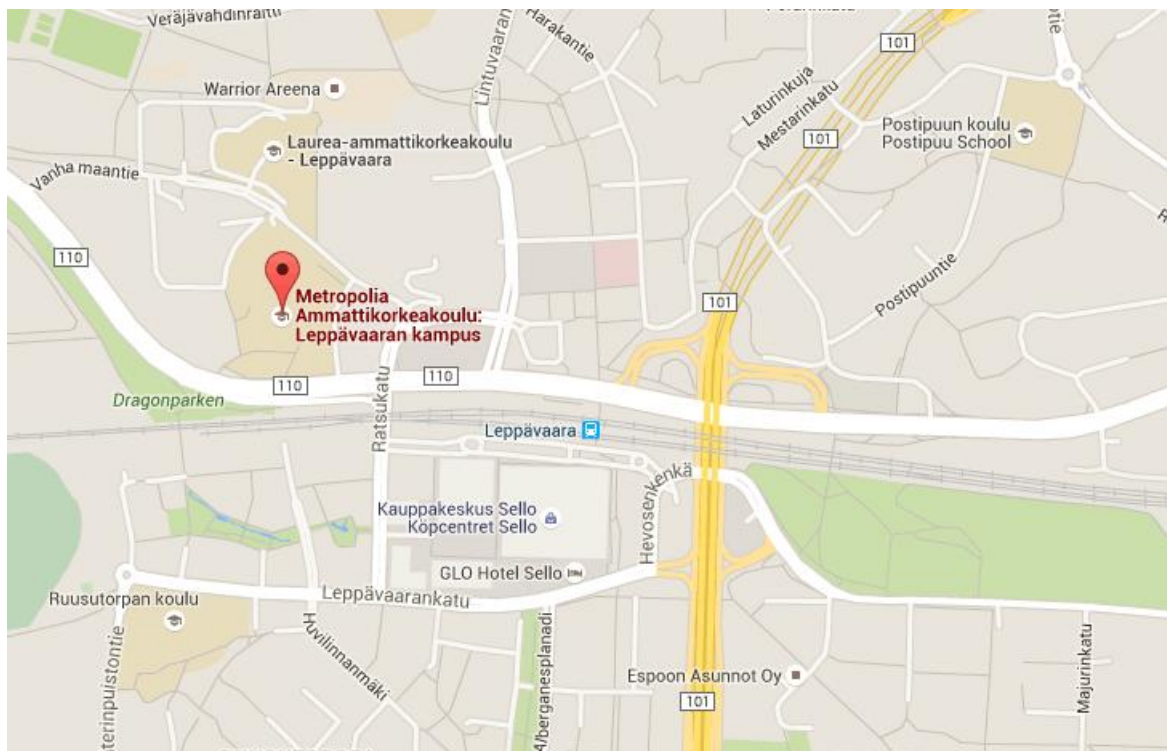 Veräjävahdinraitti
Harakantie
Lintuvaaran
101
Warrior Areena
Laturinkuja
Mestarinkatu
101
Postipuun koulu
Postipuu School
Laurea-ammattikorkeakoulu
- Leppävaara
Vanha maantie
110
101
Postipuuntie
Metropolia
Ammattikorkeakoulu:
Leppävaaran kampus
110
110
Dragonparken
Ratsukatu
Leppävaara
Hevosenkenkä
Kauppakeskus Sello
Köpcentret Sello
GLO Hotel Sello
Leppävaarankatu
Ruusutorpan koulu
Huvilinnanmäki
Majurinkatu
Espoon Asunnot Oy
101